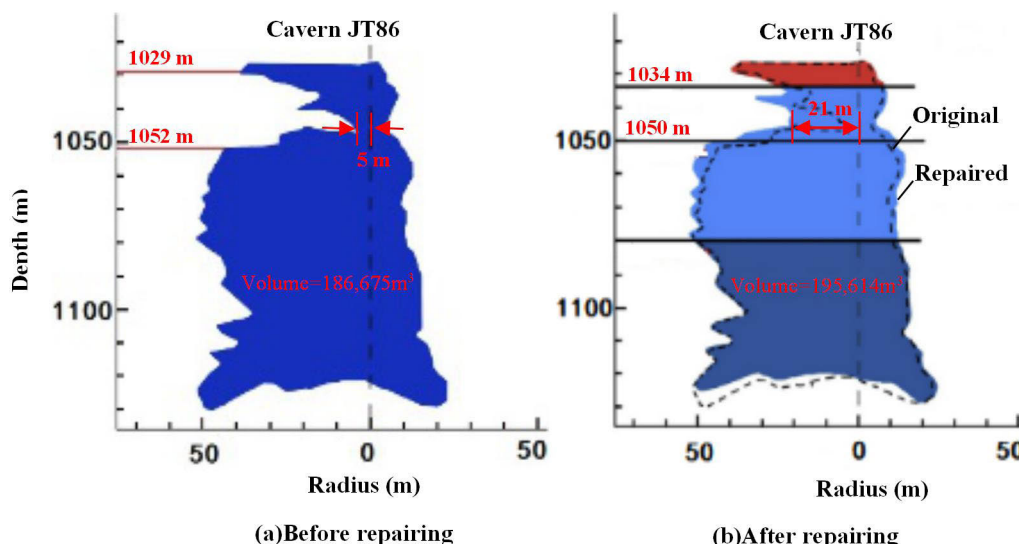 Cavern JT86
1029 m
1050
1052 m
5 m
Depth (m)
Volume=186,675m³
1100
50
0
50
Radius (m)
(a)Before repairing
Cavern JT86
1034 m
21 m
Original
1050 m
1050
Repaired
Volume=195,614m³
1100
50
0
50
Radius (m)
(b)After repairing